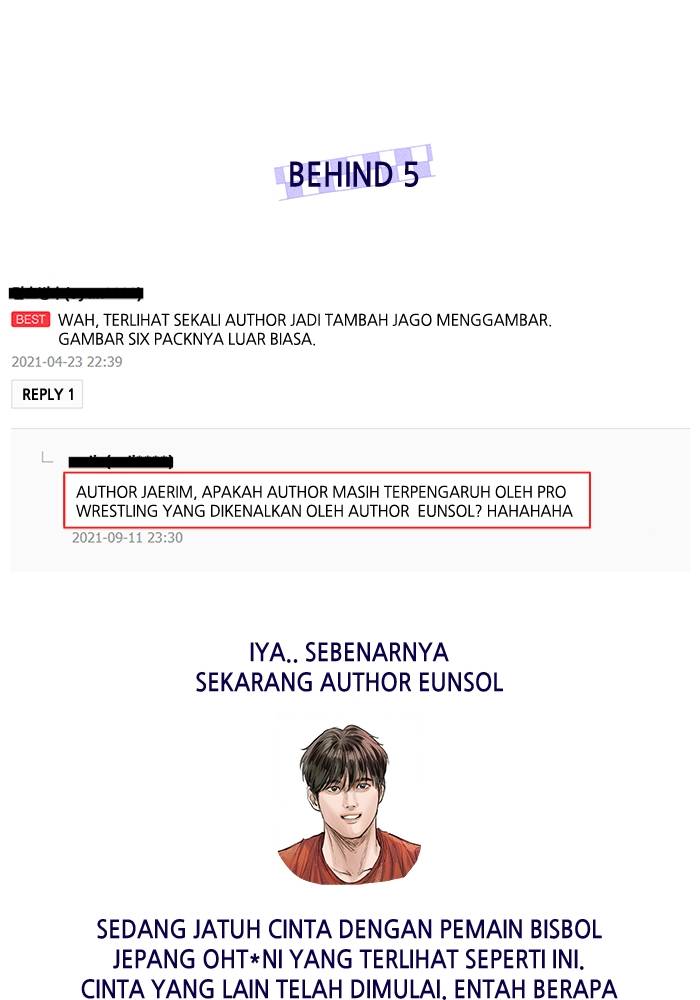 BEHIND 5
BEST WAH, TERLIHAT SEKALI AUTHOR JADI TAMBAH JAGO MENGGAMBAR.
GAMBAR SIX PACKNYA LUAR BIASA.
2021-04-23 22:39
REPLY 1
AUTHOR JAERIM, APAKAH AUTHOR MASIH TERPENGARUH OLEH PRO
WRESTLING YANG DIKENALKAN OLEH AUTHOR EUNSOL? HAHAHAHA
2021-09-11 23:30
IYA.. SEBENARNYA
SEKARANG AUTHOR EUNSOL
SEDANG JATUH CINTA DENGAN PEMAIN BISBOL
JEPANG OHT*NI YANG TERLIHAT SEPERTI INI.
CINTA YANG LAIN TELAH DIMULAI. ENTAH BERAPA